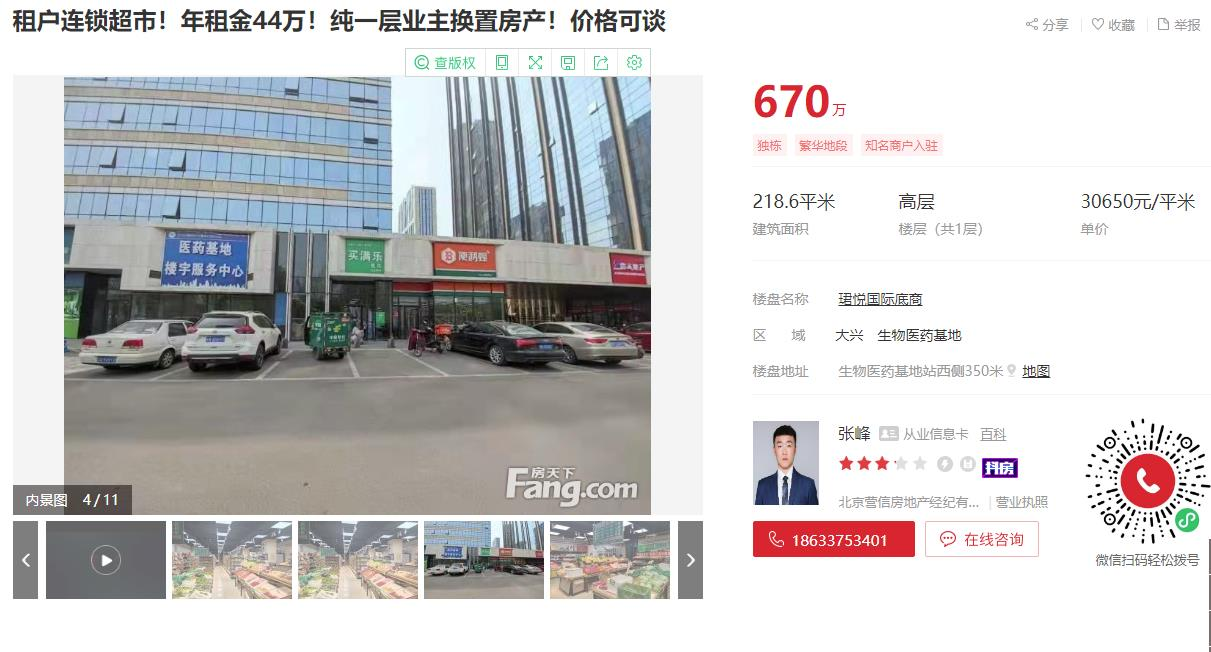 租户连锁超市！年租金44万！纯一层业主换置房产！价格可谈
分享
收藏
举报
查版权
医药基地
楼宇服务中心
买满乐
便利蜂
房天下
Fang.com
内景图 4/11
670万
独栋
繁华地段
知名商户入驻
218.6平米
高层
30650元/平米
建筑面积
楼层（共1层）
单价
楼盘名称 珺悦国际底商
区 域 大兴 生物医药基地
楼盘地址 生物医药基地站西侧350米 地图
张峰 从业信息卡 百科
抖房
北京营信房地产经纪有... 营业执照
18633753401
在线咨询
微信扫码轻松拨号